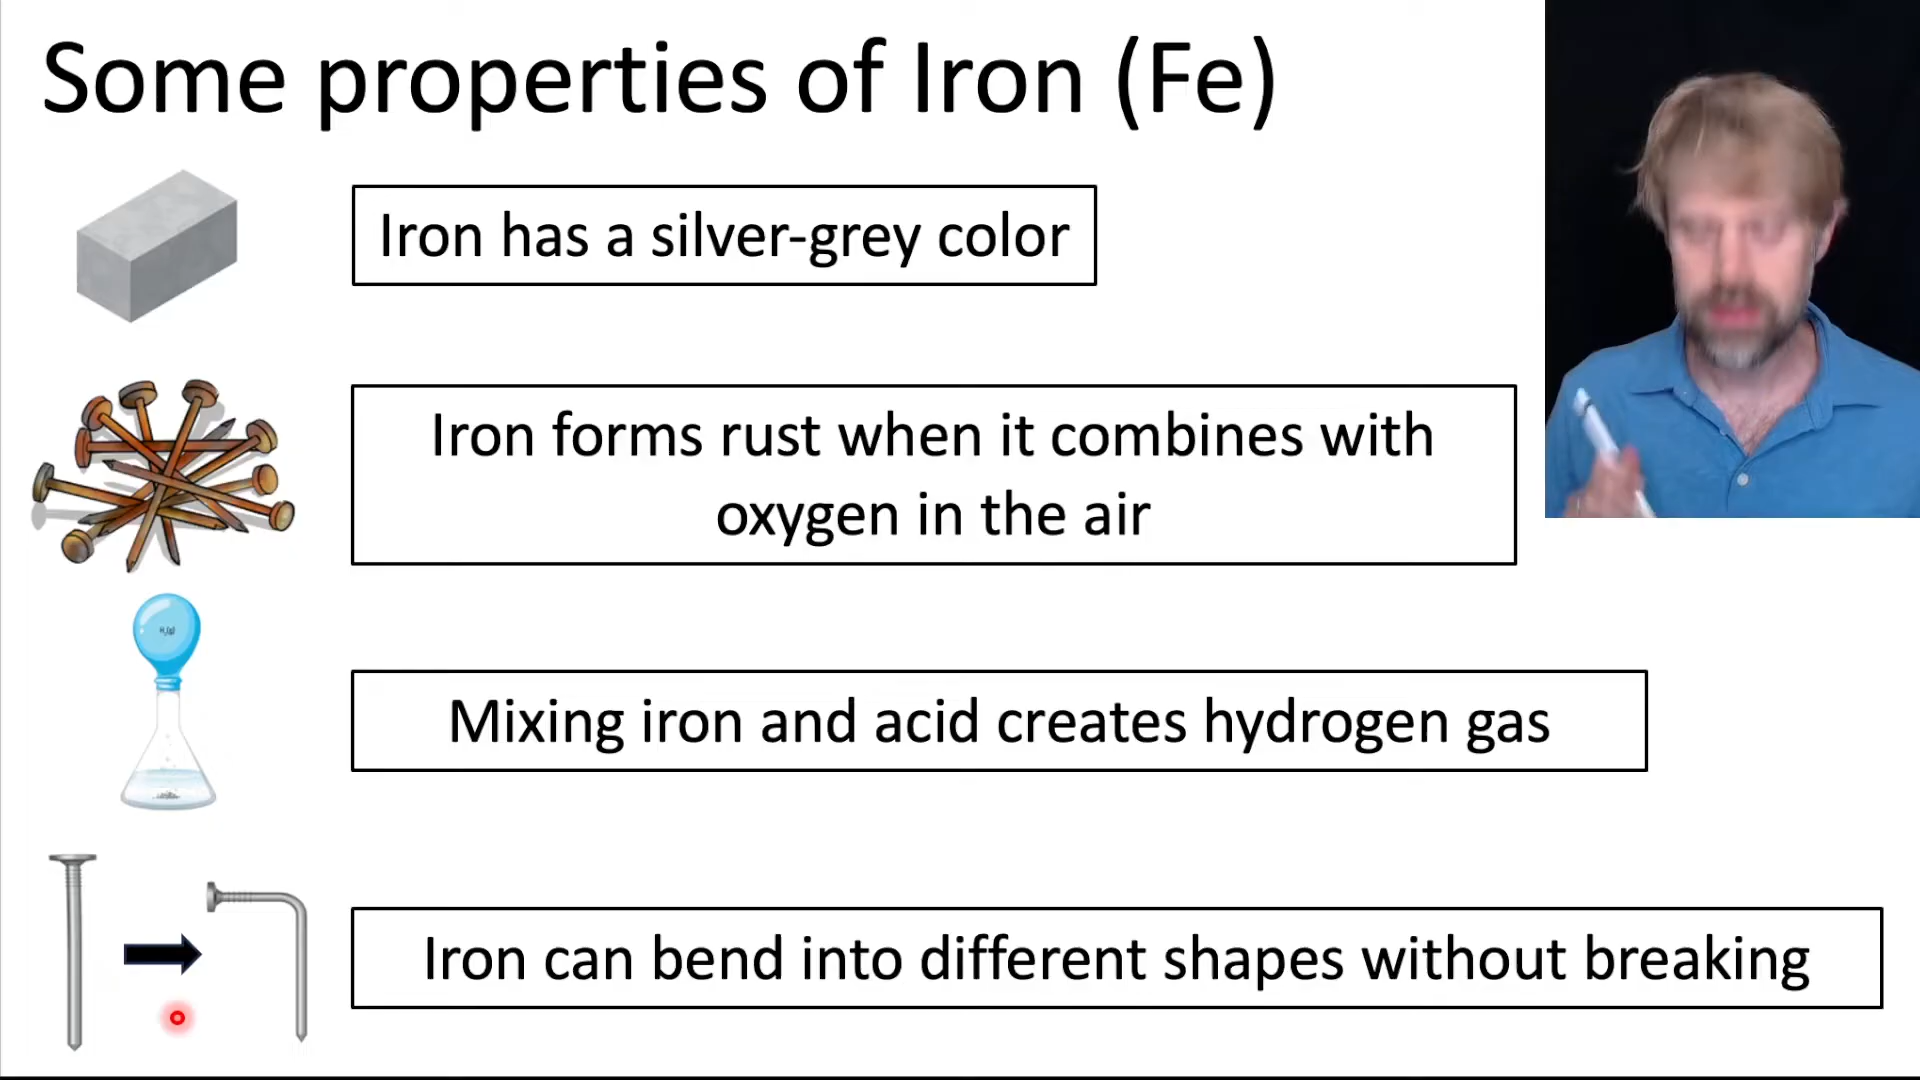 Some properties of Iron (Fe)
Iron has a silver-grey color
Iron forms rust when it combines with
oxygen in the air
H₂(g)
Mixing iron and acid creates hydrogen gas
Iron can bend into different shapes without breaking